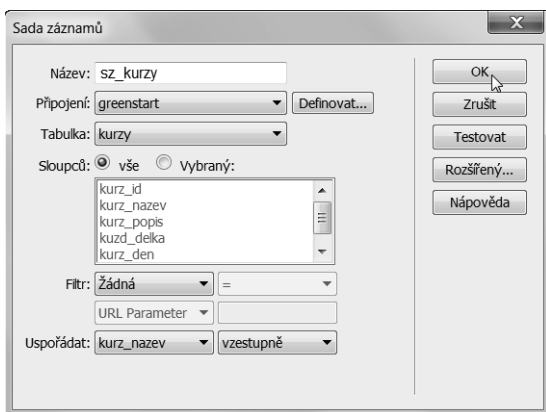 Sada záznamů
Název: sz_kurzy
Připojení: greenstart Definovat...
Tabulka: kurzy
Sloupců: vše Vybraný:
kurz_id
kurz_nazev
kurz_popis
kuzd_delka
kurz_den
Filtr: Žádná =
URL Parameter
Uspořádat: kurz_nazev vzestupně
OK
Zrušit
Testovat
Rozšířený...
Nápověda